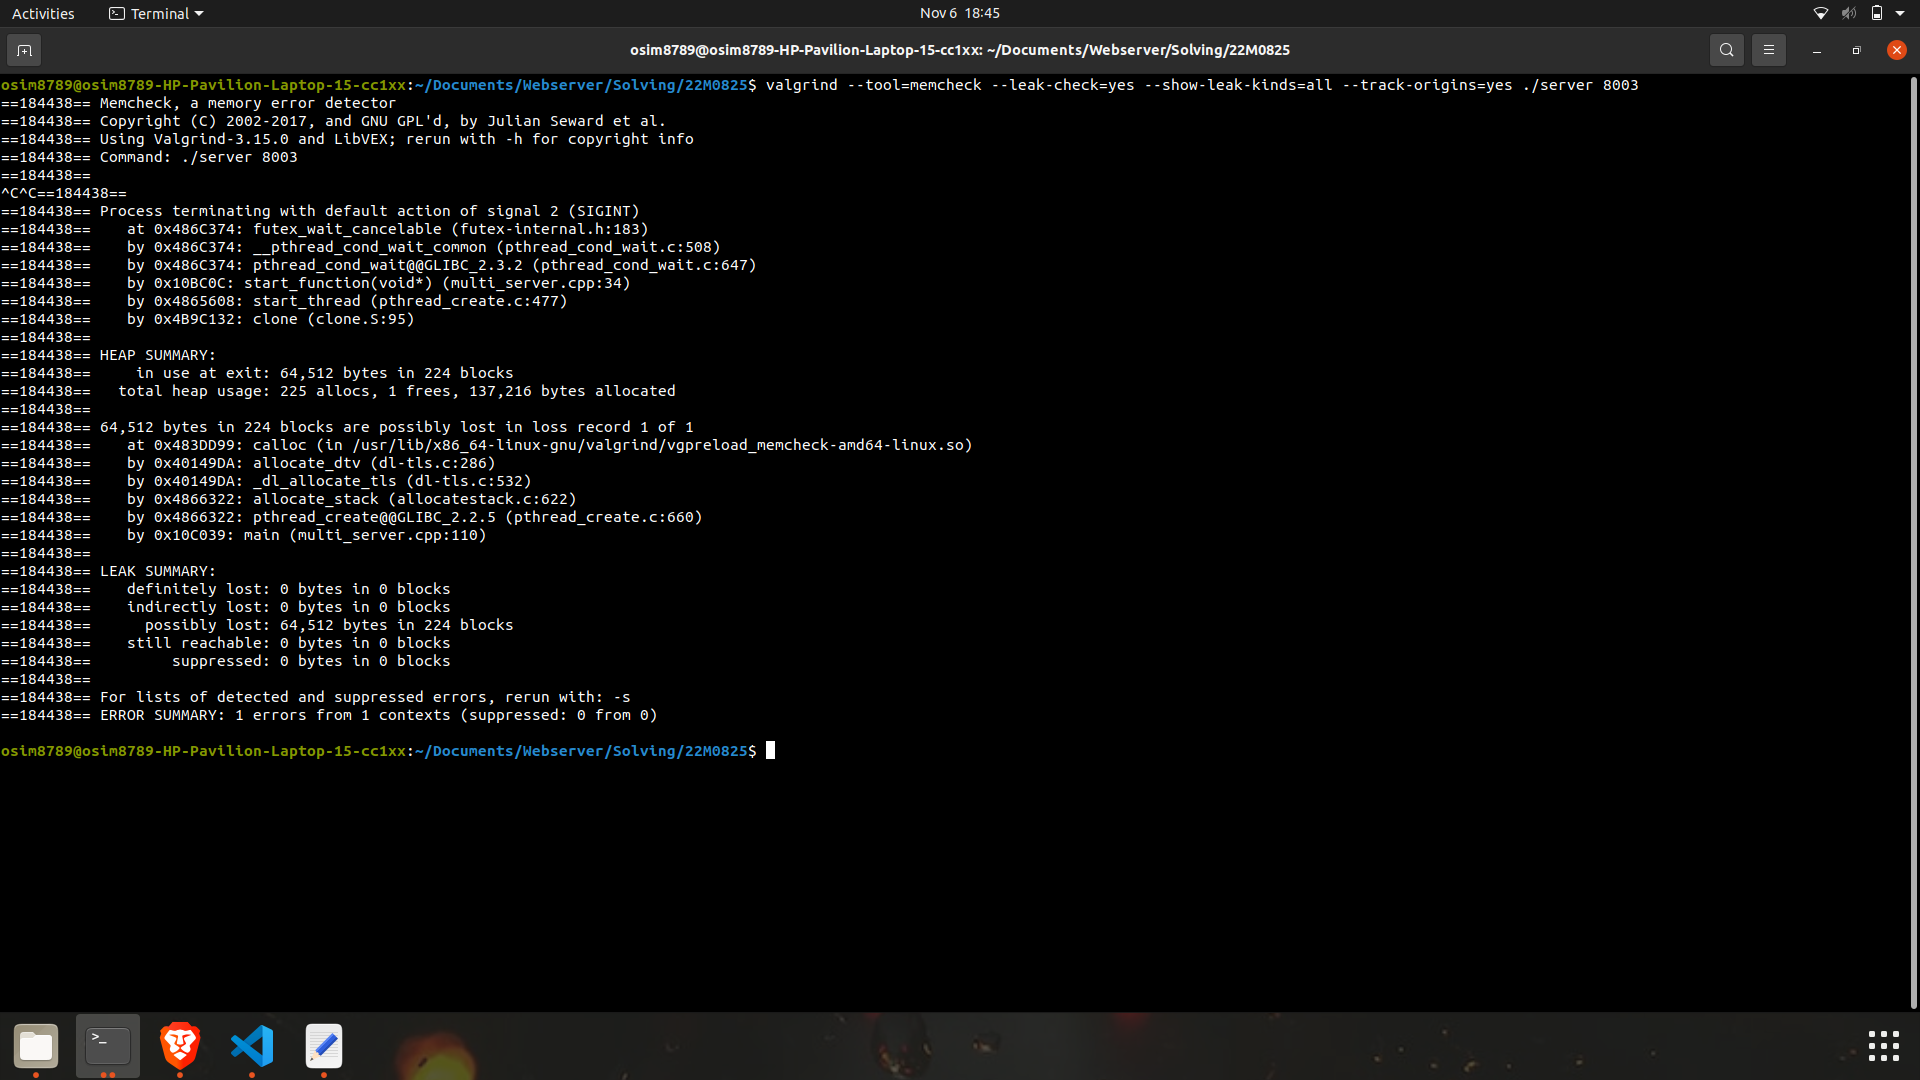 Activities Terminal Nov 6 18:45
osim8789@osim8789-HP-Pavilion-Laptop-15-cc1xx: ~/Documents/Webserver/Solving/22M0825
osim8789@osim8789-HP-Pavilion-Laptop-15-cc1xx:~/Documents/Webserver/Solving/22M0825$ valgrind --tool=memcheck --leak-check=yes --show-leak-kinds=all --track-origins=yes ./server 8003
==184438== Memcheck, a memory error detector
==184438== Copyright (C) 2002-2017, and GNU GPL'd, by Julian Seward et al.
==184438== Using Valgrind-3.15.0 and LibVEX; rerun with -h for copyright info
==184438== Command: ./server 8003
==184438==
^C^C==184438==
==184438== Process terminating with default action of signal 2 (SIGINT)
==184438==    at 0x486C374: futex_wait_cancelable (futex-internal.h:183)
==184438==    by 0x486C374: __pthread_cond_wait_common (pthread_cond_wait.c:508)
==184438==    by 0x486C374: pthread_cond_wait@@GLIBC_2.3.2 (pthread_cond_wait.c:647)
==184438==    by 0x10BC0C: start_function(void*) (multi_server.cpp:34)
==184438==    by 0x4865608: start_thread (pthread_create.c:477)
==184438==    by 0x4B9C132: clone (clone.S:95)
==184438==
==184438== HEAP SUMMARY:
==184438==     in use at exit: 64,512 bytes in 224 blocks
==184438==   total heap usage: 225 allocs, 1 frees, 137,216 bytes allocated
==184438==
==184438== 64,512 bytes in 224 blocks are possibly lost in loss record 1 of 1
==184438==    at 0x483DD99: calloc (in /usr/lib/x86_64-linux-gnu/valgrind/vgpreload_memcheck-amd64-linux.so)
==184438==    by 0x40149DA: allocate_dtv (dl-tls.c:286)
==184438==    by 0x40149DA: _dl_allocate_tls (dl-tls.c:532)
==184438==    by 0x4866322: allocate_stack (allocatestack.c:622)
==184438==    by 0x4866322: pthread_create@@GLIBC_2.2.5 (pthread_create.c:660)
==184438==    by 0x10C039: main (multi_server.cpp:110)
==184438==
==184438== LEAK SUMMARY:
==184438==    definitely lost: 0 bytes in 0 blocks
==184438==    indirectly lost: 0 bytes in 0 blocks
==184438==      possibly lost: 64,512 bytes in 224 blocks
==184438==    still reachable: 0 bytes in 0 blocks
==184438==         suppressed: 0 bytes in 0 blocks
==184438==
==184438== For lists of detected and suppressed errors, rerun with: -s
==184438== ERROR SUMMARY: 1 errors from 1 contexts (suppressed: 0 from 0)
osim8789@osim8789-HP-Pavilion-Laptop-15-cc1xx:~/Documents/Webserver/Solving/22M0825$